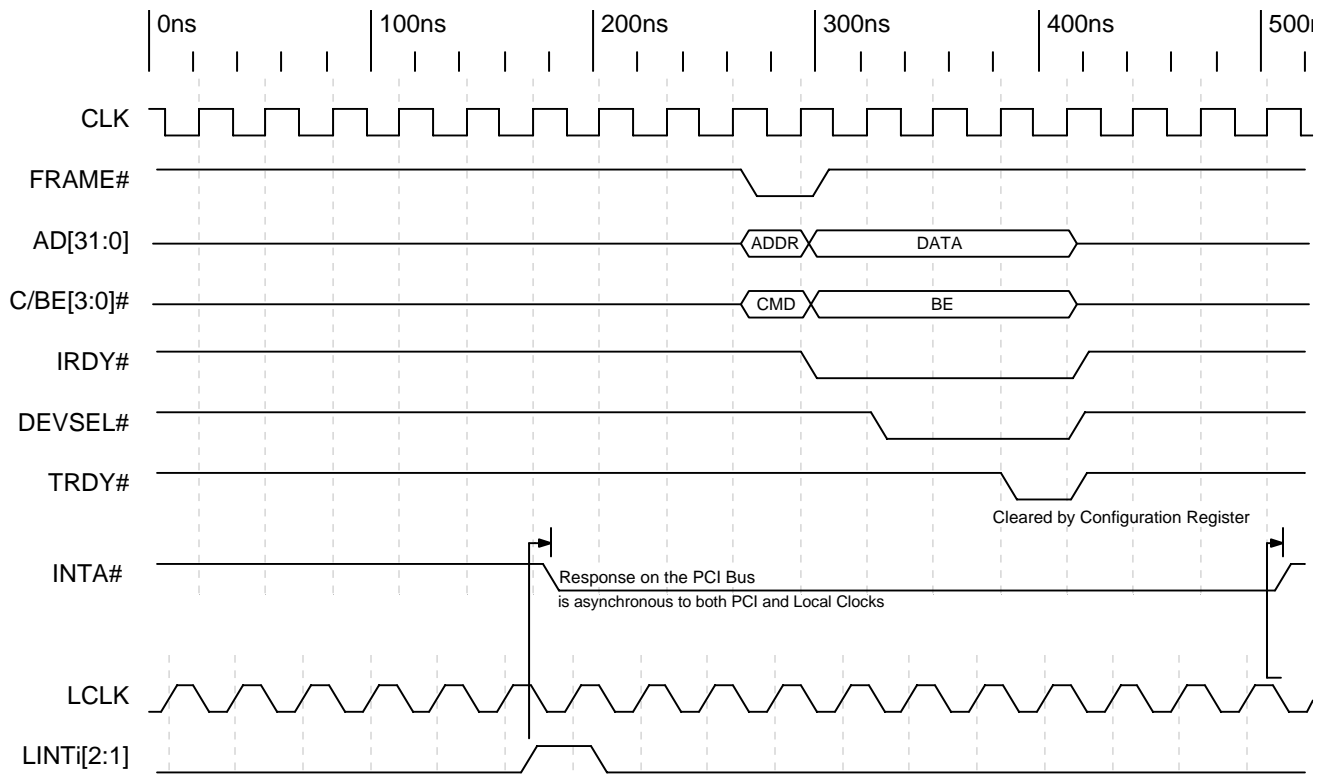 0ns 100ns 200ns 300ns 400ns 500n
CLK
FRAME#
AD[31:0] ADDR DATA
C/BE[3:0]# CMD BE
IRDY#
DEVSEL#
TRDY#
Cleared by Configuration Register
INTA#
Response on the PCI Bus
is asynchronous to both PCI and Local Clocks
LCLK
LINTi[2:1]